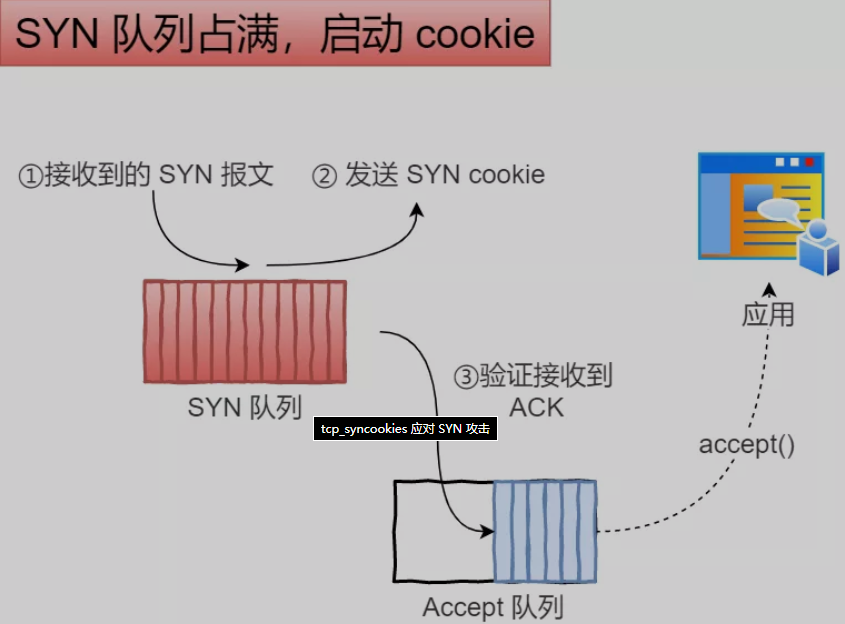 SYN 队列占满，启动 cookie
①接收到的 SYN 报文
② 发送 SYN cookie
应用
③验证接收到
ACK
SYN 队列
tcp_syncookies 应对 SYN 攻击
accept()
Accept 队列